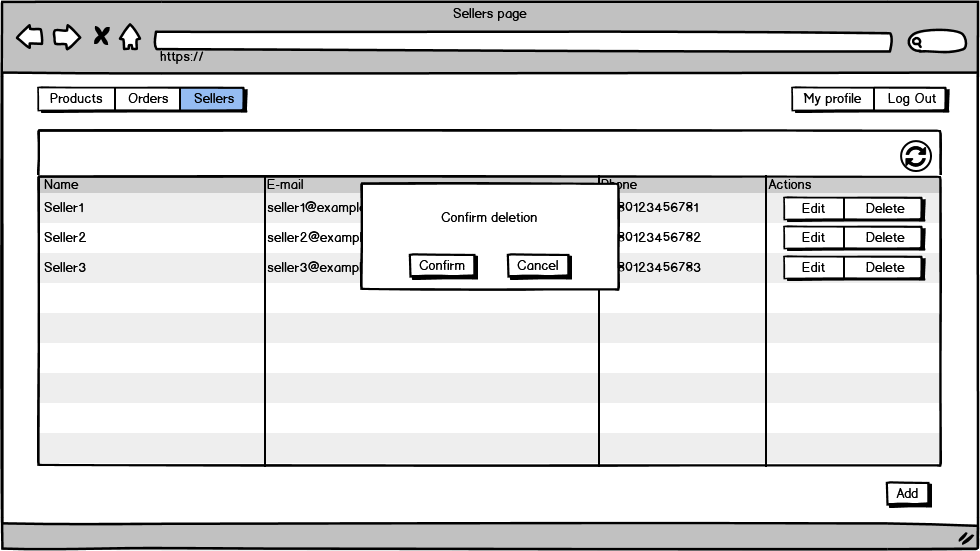 Sellers page
https://
Products Orders Sellers My profile Log Out
Name E-mail Phone Actions
Seller1 seller1@exampl 80123456781 Edit Delete
Confirm deletion
Seller2 seller2@exampl 80123456782 Edit Delete
Seller3 seller3@exampl 80123456783 Edit Delete
Confirm Cancel
Add